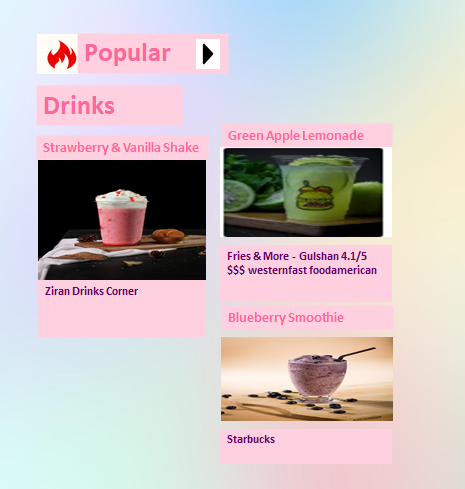 Popular
Drinks
Strawberry & Vanilla Shake
Ziran Drinks Corner
Green Apple Lemonade
Fries & More - Gulshan 4.1/5
$$$ westernfast foodamerican
Blueberry Smoothie
Starbucks